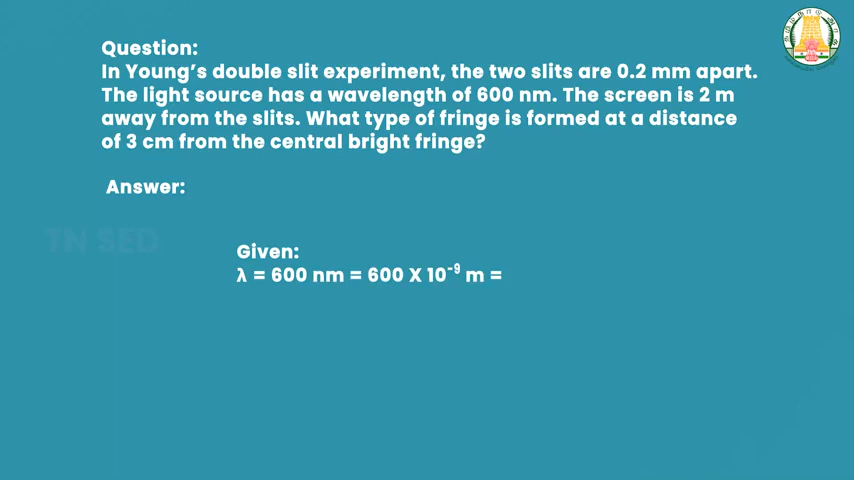 Question:
In Young’s double slit experiment, the two slits are 0.2 mm apart.
The light source has a wavelength of 600 nm. The screen is 2 m
away from the slits. What type of fringe is formed at a distance
of 3 cm from the central bright fringe?
Answer:
TN SED
Given:
λ = 600 nm = 600 X 10⁻⁹ m =